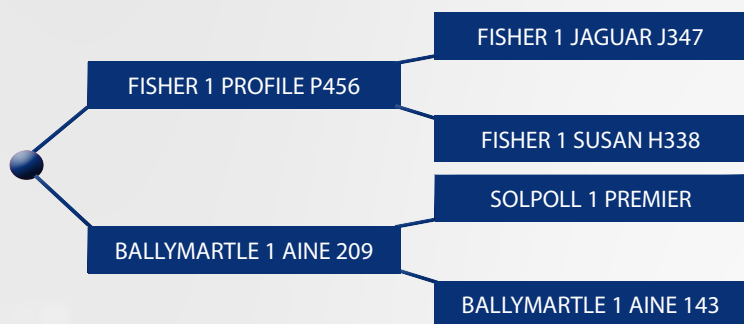 FISHER 1 JAGUAR J347
FISHER 1 PROFILE P456
FISHER 1 SUSAN H338
SOLPOLL 1 PREMIER
BALLYMARTLE 1 AINE 209
BALLYMARTLE 1 AINE 143